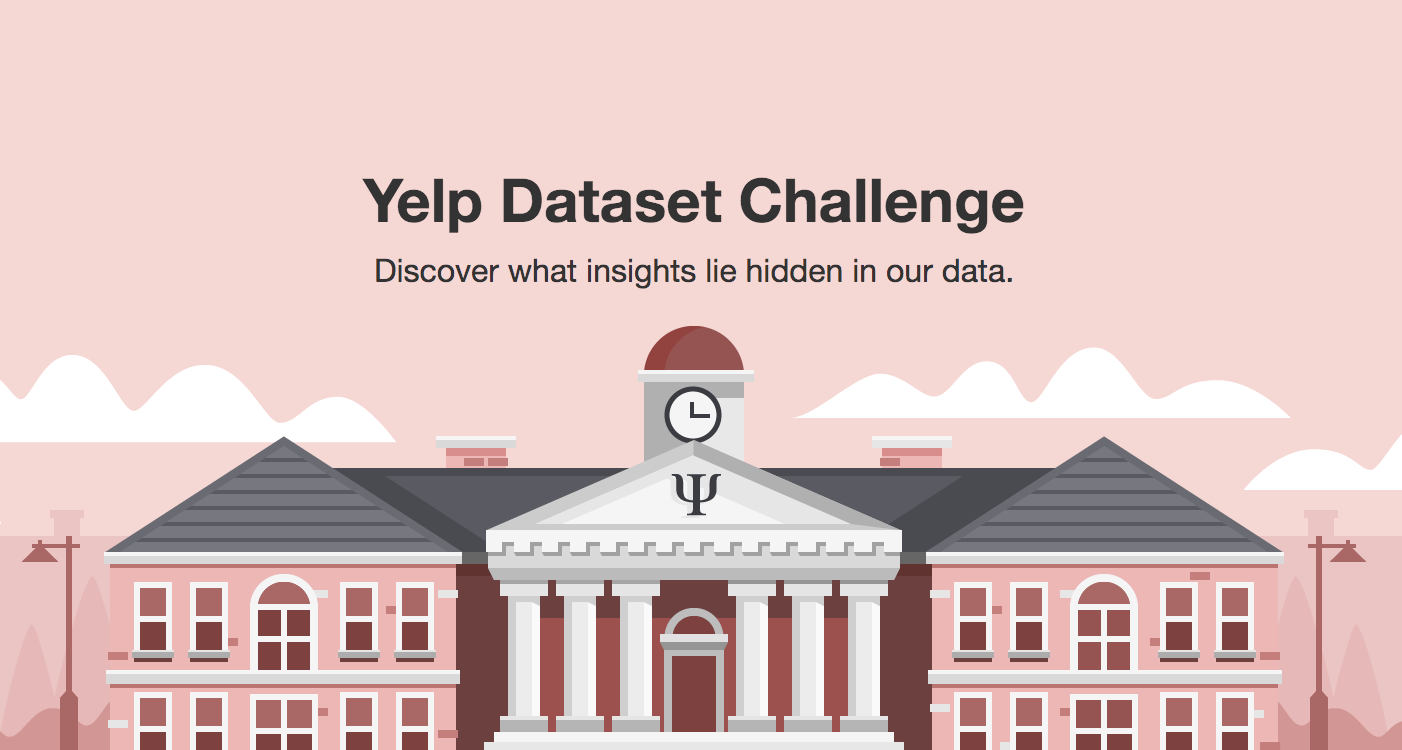 Yelp Dataset Challenge
Discover what insights lie hidden in our data.
Ψ